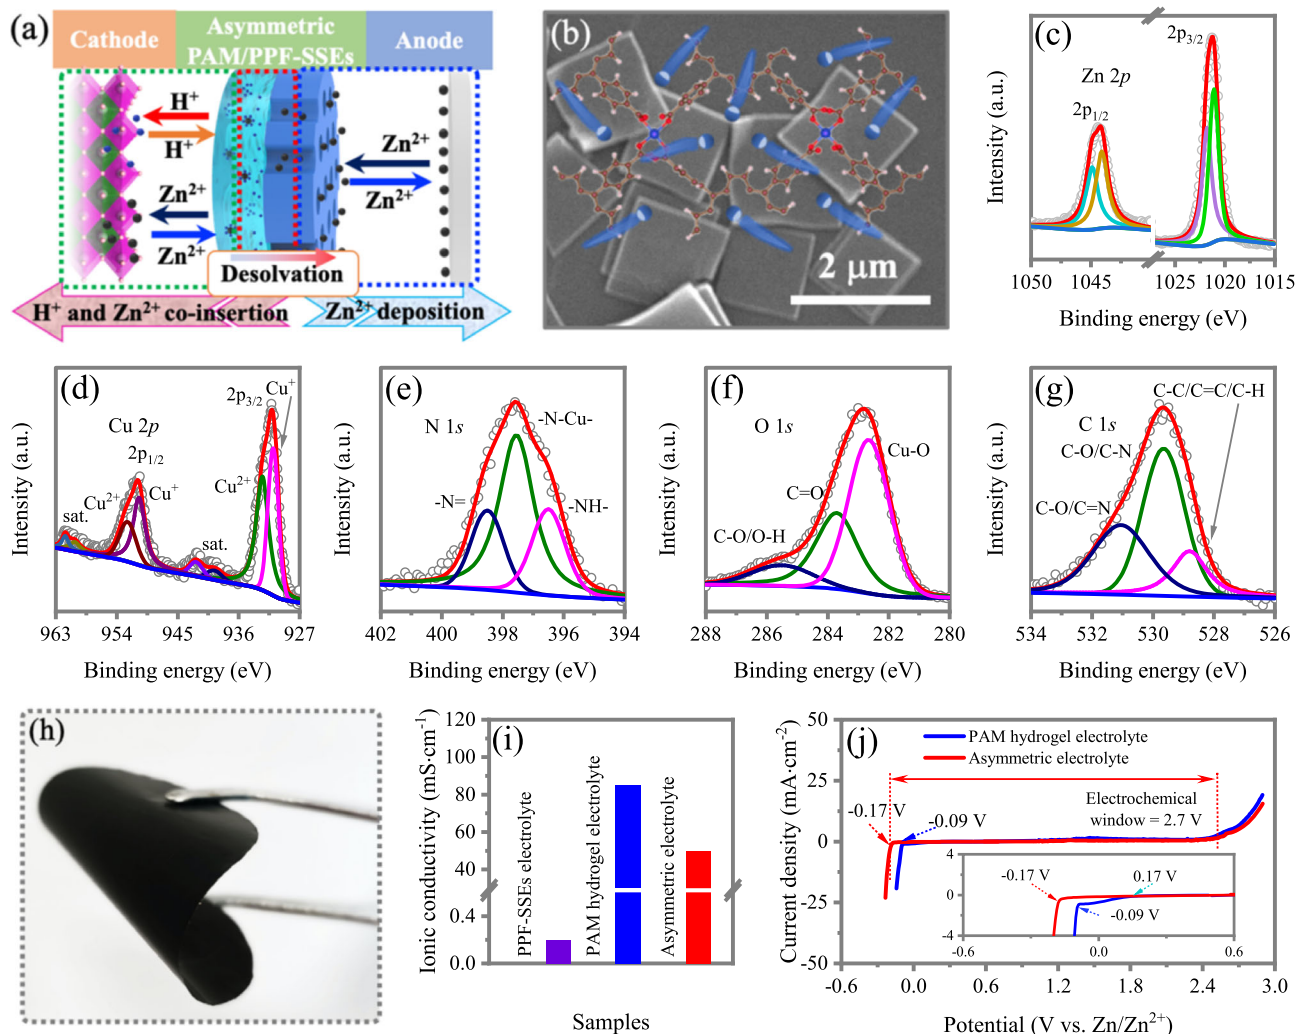 (a)
Cathode
Asymmetric
PAM/PPF-SSEs
Anode
H⁺
H⁺
Zn²⁺
Zn²⁺
Zn²⁺
Zn²⁺
Desolvation
H⁺ and Zn²⁺ co-insertion
Zn²⁺ deposition
(b)
2 μm
(c)
Zn 2p
2p1/2
2p3/2
Intensity (a.u.)
1050 1045 1025 1020 1015
Binding energy (eV)
(d)
Cu 2p
2p1/2
2p3/2
Cu⁺
Cu²⁺
Cu⁺
Cu²⁺
sat.
sat.
Intensity (a.u.)
963 954 945 936 927
Binding energy (eV)
(e)
N 1s
-N-Cu-
-N=
-NH-
Intensity (a.u.)
402 400 398 396 394
Binding energy (eV)
(f)
O 1s
Cu-O
C=O
C-O/O-H
Intensity (a.u.)
288 286 284 282 280
Binding energy (eV)
(g)
C-C/C=C/C-H
C 1s
C-O/C-N
C-O/C=N
Intensity (a.u.)
534 532 530 528 526
Binding energy (eV)
(h)
(i)
Ionic conductivity (mS·cm⁻¹)
120
100
80
60
40
0.4
0.0
PPF-SSEs electrolyte
PAM hydrogel electrolyte
Asymmetric electrolyte
Samples
(j)
PAM hydrogel electrolyte
Asymmetric electrolyte
Current density (mA·cm⁻²)
50
25
0
-25
-50
-0.17 V
-0.09 V
Electrochemical
window = 2.7 V
4
0
-4
-0.17 V
0.17 V
-0.09 V
-0.6 0.0 0.6
-0.6 0.0 0.6 1.2 1.8 2.4 3.0
Potential (V vs. Zn/Zn²⁺)